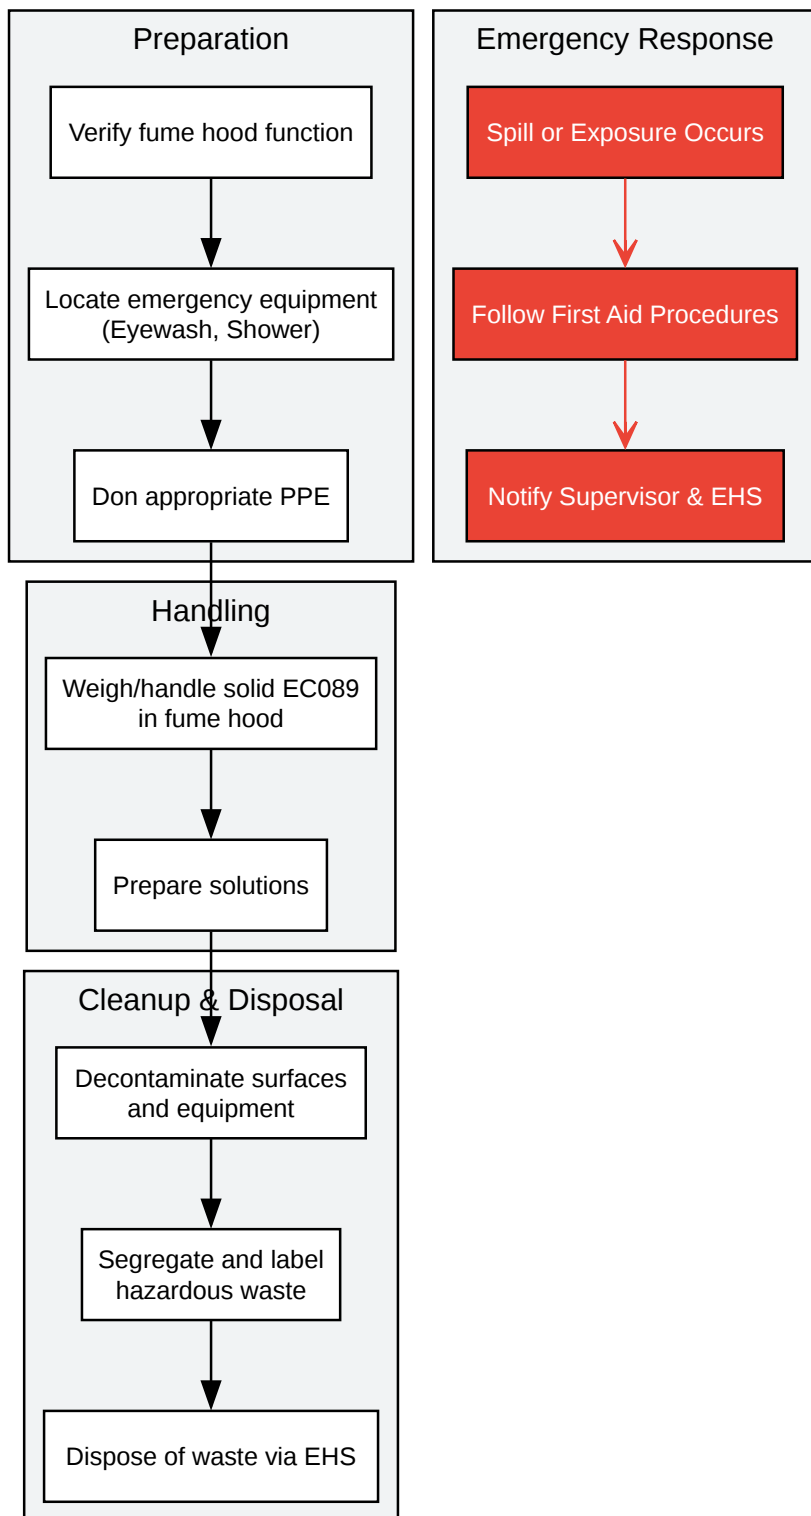 Preparation
Verify fume hood function
Locate emergency equipment
(Eyewash, Shower)
Don appropriate PPE
Handling
Weigh/handle solid EC089
in fume hood
Prepare solutions
Cleanup & Disposal
Decontaminate surfaces
and equipment
Segregate and label
hazardous waste
Dispose of waste via EHS
Emergency Response
Spill or Exposure Occurs
Follow First Aid Procedures
Notify Supervisor & EHS